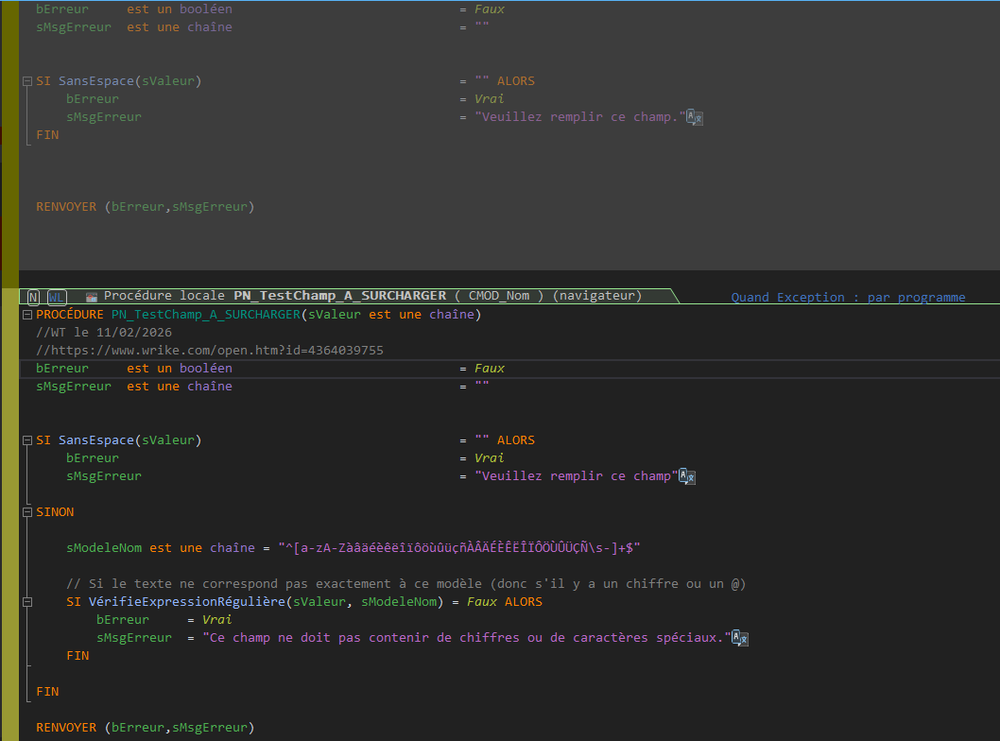 bErreur est un booléen = Faux
sMsgErreur est une chaîne = ""
SI SansEspace(sValeur) = "" ALORS
bErreur = Vrai
sMsgErreur = "Veuillez remplir ce champ."
FIN
RENVOYER (bErreur,sMsgErreur)
N WL Procédure locale PN_TestChamp_A_SURCHARGER ( CMOD_Nom ) (navigateur) Quand Exception : par programme
PROCÉDURE PN_TestChamp_A_SURCHARGER(sValeur est une chaîne)
//WT le 11/02/2026
//https://www.wrike.com/open.htm?id=4364039755
bErreur est un booléen = Faux
sMsgErreur est une chaîne = ""
SI SansEspace(sValeur) = "" ALORS
bErreur = Vrai
sMsgErreur = "Veuillez remplir ce champ"
SINON
sModeleNom est une chaîne = "^[a-zA-ZàâäéèêëîïôöùûüçñÀÂÄÉÈÊËÎÏÔÖÙÛÜÇÑ\s-]+$"
// Si le texte ne correspond pas exactement à ce modèle (donc s'il y a un chiffre ou un @)
SI VérifieExpressionRégulière(sValeur, sModeleNom) = Faux ALORS
bErreur = Vrai
sMsgErreur = "Ce champ ne doit pas contenir de chiffres ou de caractères spéciaux."
FIN
FIN
RENVOYER (bErreur,sMsgErreur)